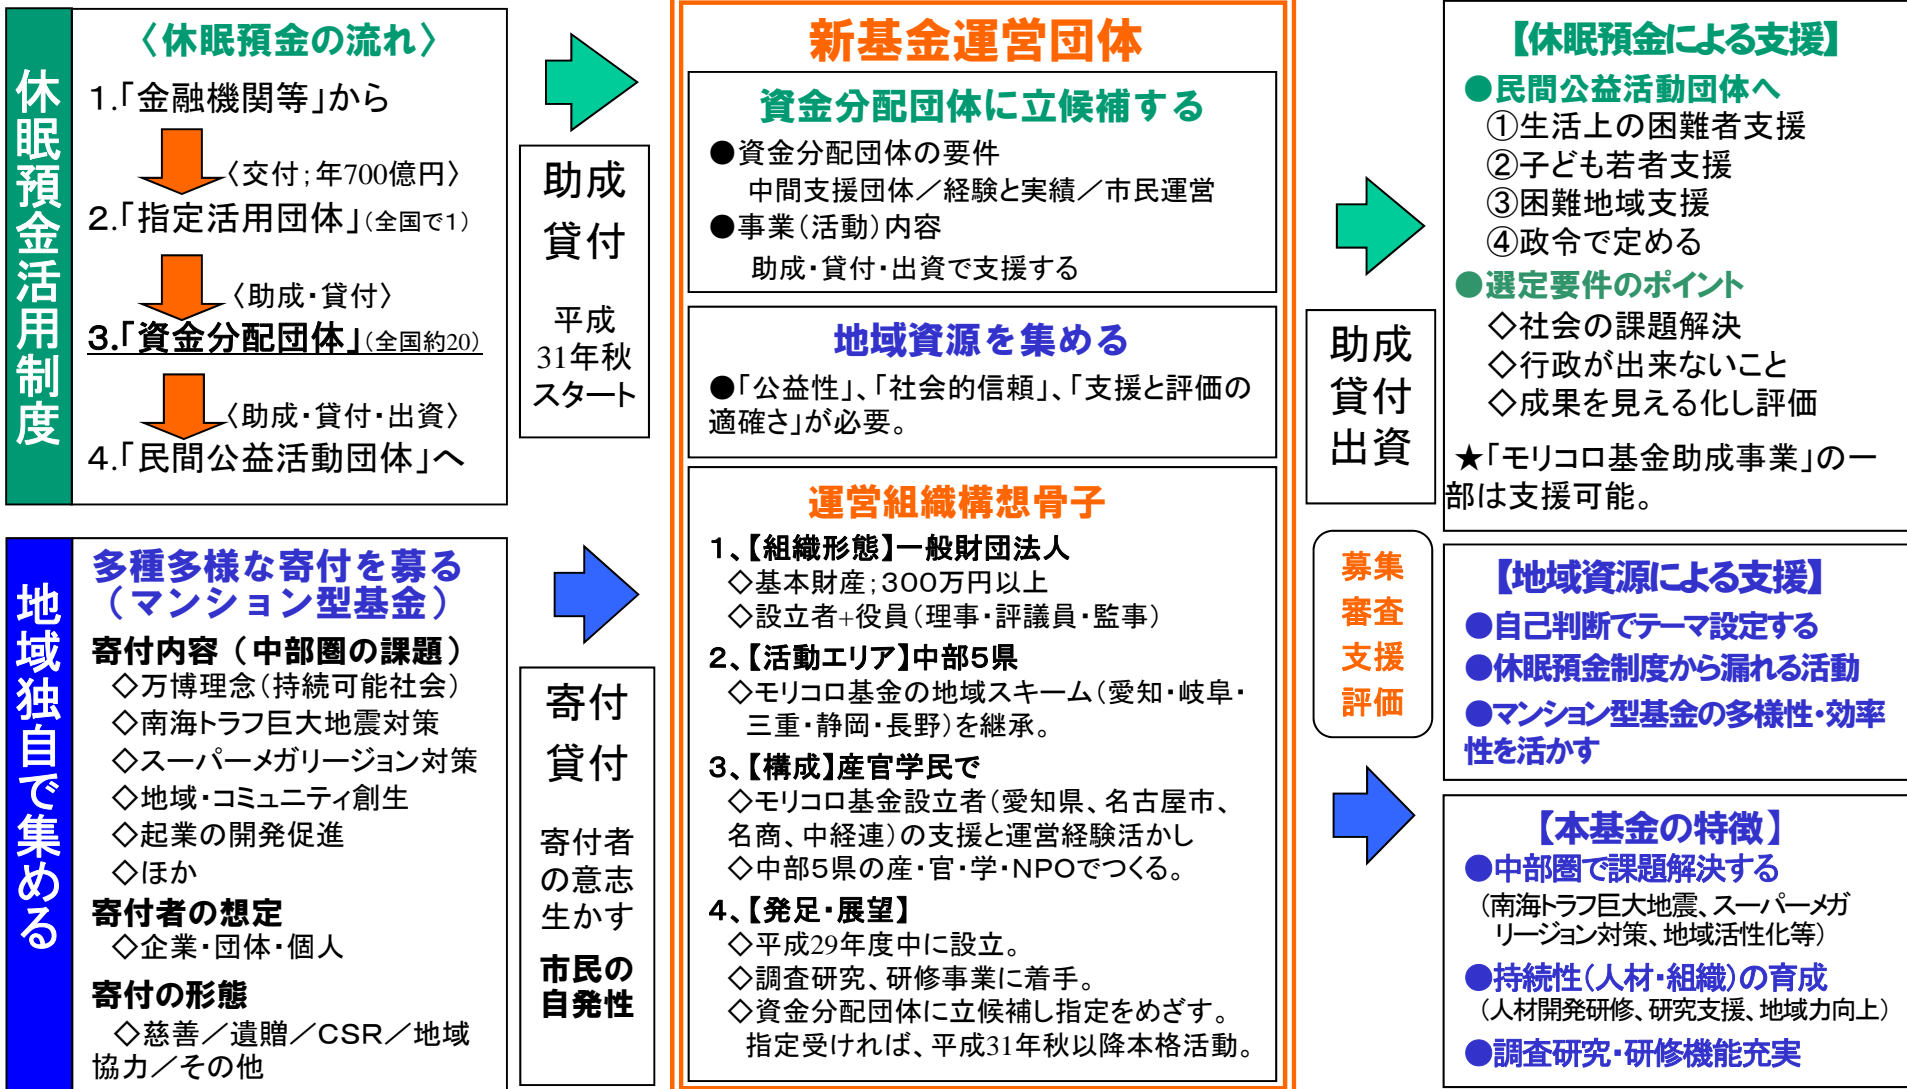 休眠預金活用制度
〈休眠預金の流れ〉
1.「金融機関等」から
〈交付；年700億円〉
2.「指定活用団体」（全国で1）
〈助成・貸付〉
3.「資金分配団体」（全国約20）
〈助成・貸付・出資〉
4.「民間公益活動団体」へ
地域独自で集める
多種多様な寄付を募る
（マンション型基金）
寄付内容（中部圏の課題）
◇万博理念（持続可能社会）
◇南海トラフ巨大地震対策
◇スーパーメガリージョン対策
◇地域・コミュニティ創生
◇起業の開発促進
◇ほか
寄付者の想定
◇企業・団体・個人
寄付の形態
◇慈善／遺贈／CSR／地域
協力／その他
助成
貸付
平成
31年秋
スタート
寄付
貸付
寄付者
の意志
生かす
市民の
自発性
新基金運営団体
資金分配団体に立候補する
●資金分配団体の要件
中間支援団体／経験と実績／市民運営
●事業（活動）内容
助成・貸付・出資で支援する
地域資源を集める
●「公益性」、「社会的信頼」、「支援と評価の
適確さ」が必要。
運営組織構想骨子
1、【組織形態】一般財団法人
◇基本財産；300万円以上
◇設立者+役員（理事・評議員・監事）
2、【活動エリア】中部5県
◇モリコロ基金の地域スキーム（愛知・岐阜・
三重・静岡・長野）を継承。
3、【構成】産官学民で
◇モリコロ基金設立者（愛知県、名古屋市、
名商、中経連）の支援と運営経験活かし
◇中部5県の産・官・学・NPOでつくる。
4、【発足・展望】
◇平成29年度中に設立。
◇調査研究、研修事業に着手。
◇資金分配団体に立候補し指定をめざす。
指定受ければ、平成31年秋以降本格活動。
助成
貸付
出資
募集
審査
支援
評価
【休眠預金による支援】
●民間公益活動団体へ
①生活上の困難者支援
②子ども若者支援
③困難地域支援
④政令で定める
●選定要件のポイント
◇社会の課題解決
◇行政が出来ないこと
◇成果を見える化し評価
★「モリコロ基金助成事業」の一
部は支援可能。
【地域資源による支援】
●自己判断でテーマ設定する
●休眠預金制度から漏れる活動
●マンション型基金の多様性・効率
性を活かす
【本基金の特徴】
●中部圏で課題解決する
（南海トラフ巨大地震、スーパーメガ
リージョン対策、地域活性化等）
●持続性（人材・組織）の育成
（人材開発研修、研究支援、地域力向上）
●調査研究・研修機能充実